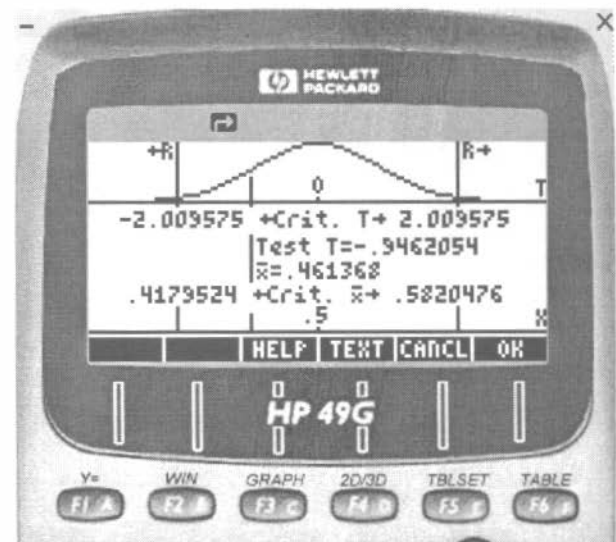 HEWLETT
PACKARD
←R R→
0 T
-2.009575 ←Crit. T→ 2.009575
Test T=-.9462054
x̄=.461368
.4179524 ←Crit. x̄→ .5820476
.5 X
HELP TEXT CANCL OK
HP 49G
Y= WIN GRAPH 2D/3D TBLSET TABLE
F1 A F2 B F3 C F4 D F5 E F6 F